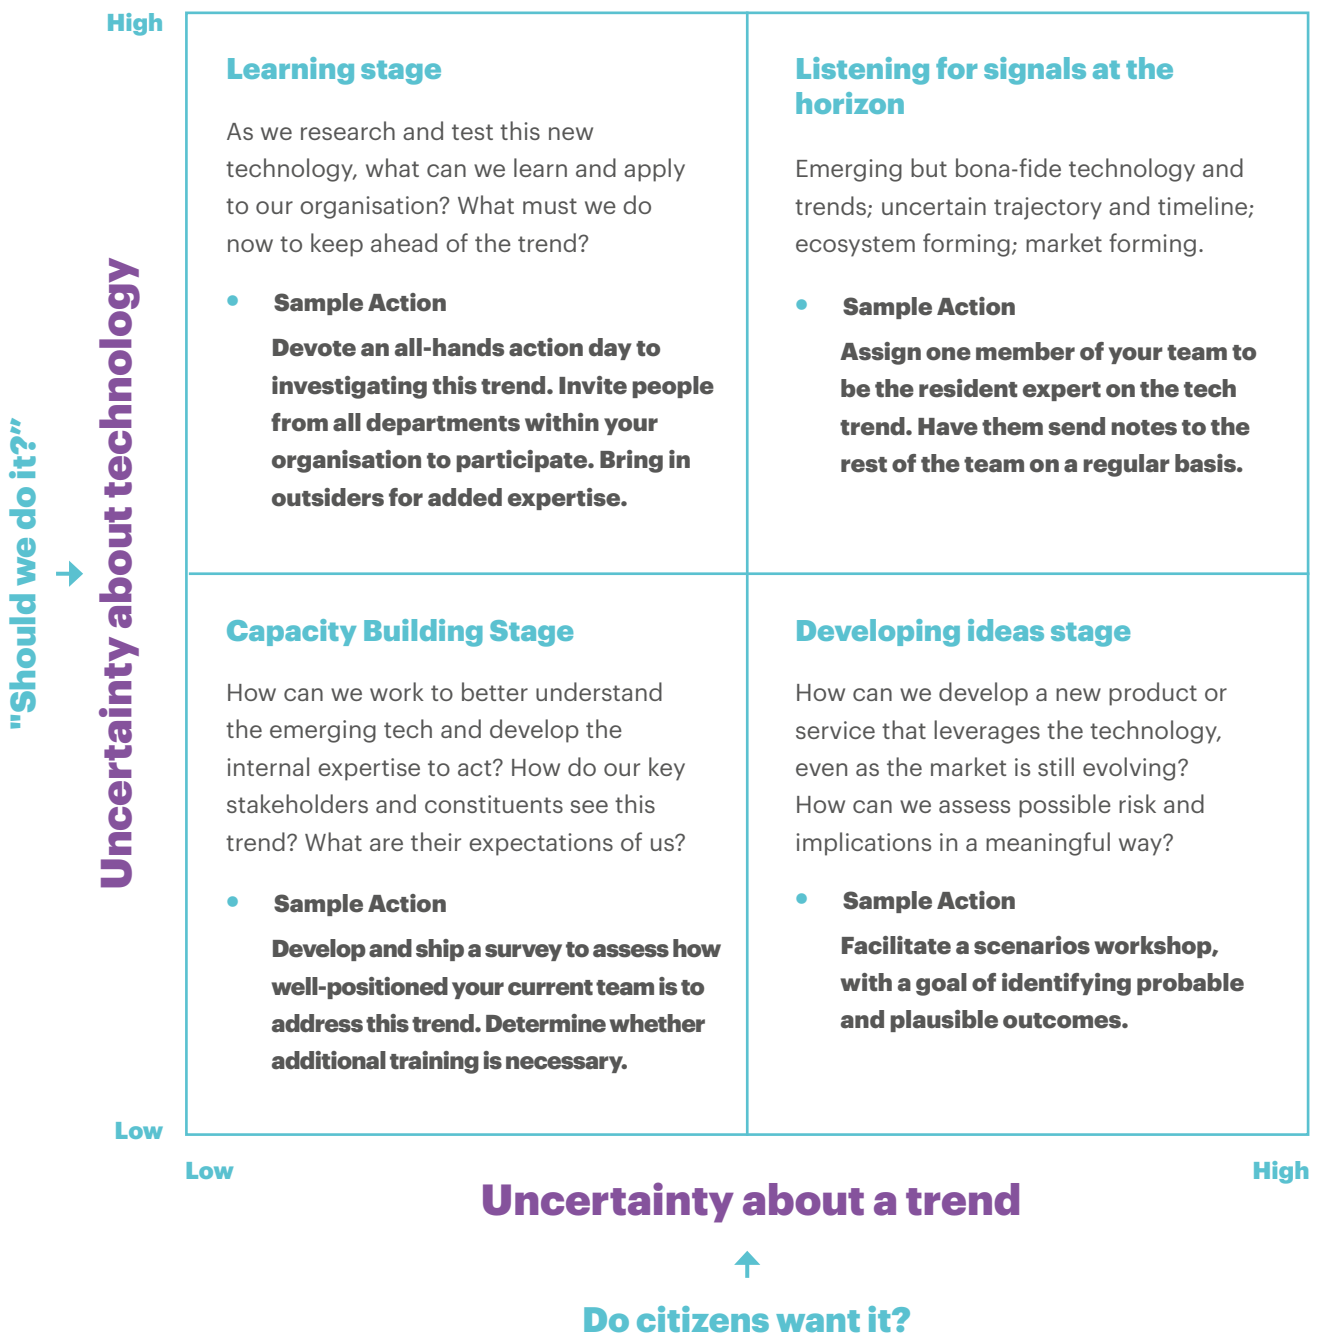 High
Learning stage
As we research and test this new
technology, what can we learn and apply
to our organisation? What must we do
now to keep ahead of the trend?
• Sample Action
Devote an all-hands action day to
investigating this trend. Invite people
from all departments within your
organisation to participate. Bring in
outsiders for added expertise.
Listening for signals at the
horizon
Emerging but bona-fide technology and
trends; uncertain trajectory and timeline;
ecosystem forming; market forming.
• Sample Action
Assign one member of your team to
be the resident expert on the tech
trend. Have them send notes to the
rest of the team on a regular basis.
"Should we do it?”
Uncertainty about technology
Capacity Building Stage
How can we work to better understand
the emerging tech and develop the
internal expertise to act? How do our key
stakeholders and constituents see this
trend? What are their expectations of us?
• Sample Action
Develop and ship a survey to assess how
well-positioned your current team is to
address this trend. Determine whether
additional training is necessary.
Developing ideas stage
How can we develop a new product or
service that leverages the technology,
even as the market is still evolving?
How can we assess possible risk and
implications in a meaningful way?
• Sample Action
Facilitate a scenarios workshop,
with a goal of identifying probable
and plausible outcomes.
Low
Low
High
Uncertainty about a trend
Do citizens want it?